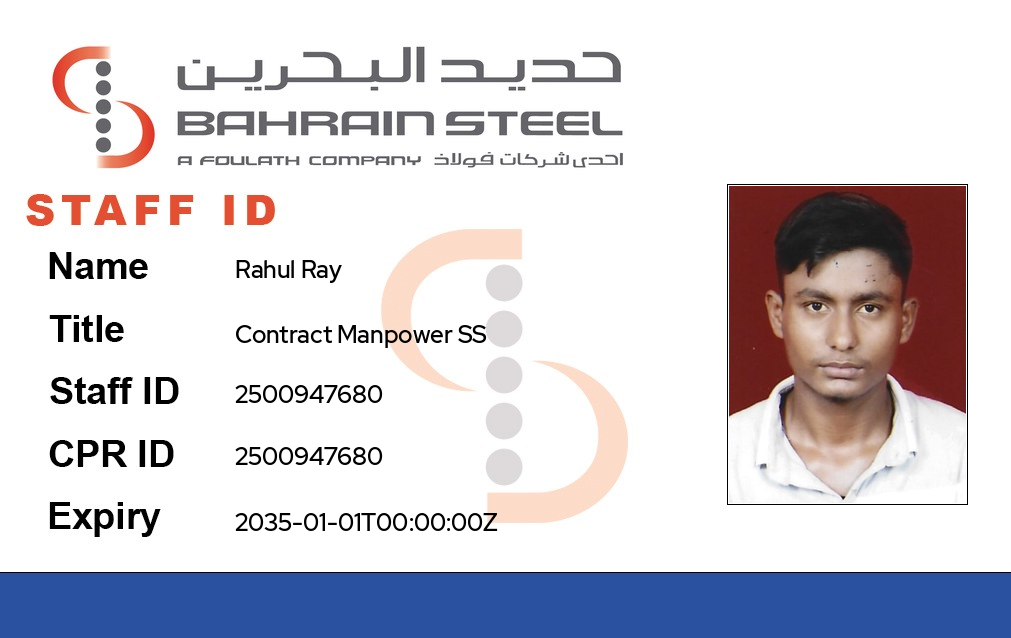 حديد البحرين
BAHRAIN STEEL
A FOULATH COMPANY احدى شركات فولاذ
STAFF ID
Name Rahul Ray
Title Contract Manpower SS
Staff ID 2500947680
CPR ID 2500947680
Expiry 2035-01-01T00:00:00Z